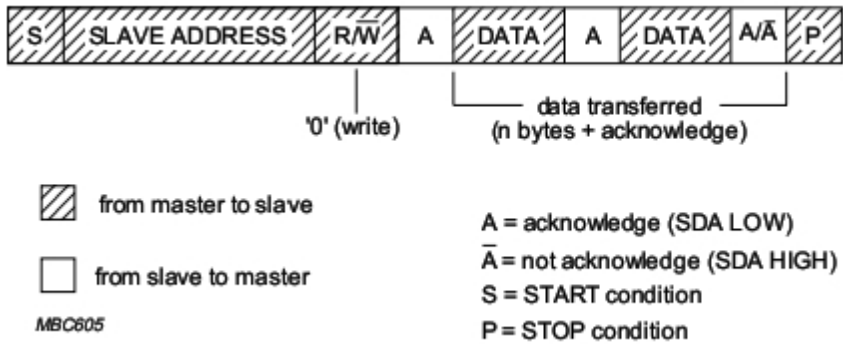 S SLAVE ADDRESS R/W̅ A DATA A DATA A/A̅ P
'0' (write)
data transferred
(n bytes + acknowledge)
from master to slave
from slave to master
MBC605
A = acknowledge (SDA LOW)
A̅ = not acknowledge (SDA HIGH)
S = START condition
P = STOP condition